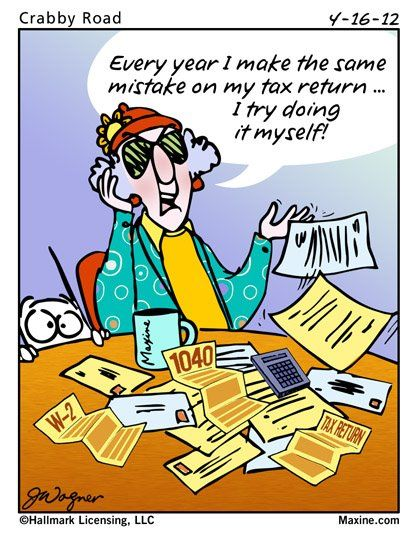 Crabby Road 4-16-12
Every year I make the same
mistake on my tax return ...
I try doing
it myself!
Maxine
1040
W-2
TAX RETURN
JWagner
©Hallmark Licensing, LLC Maxine.com